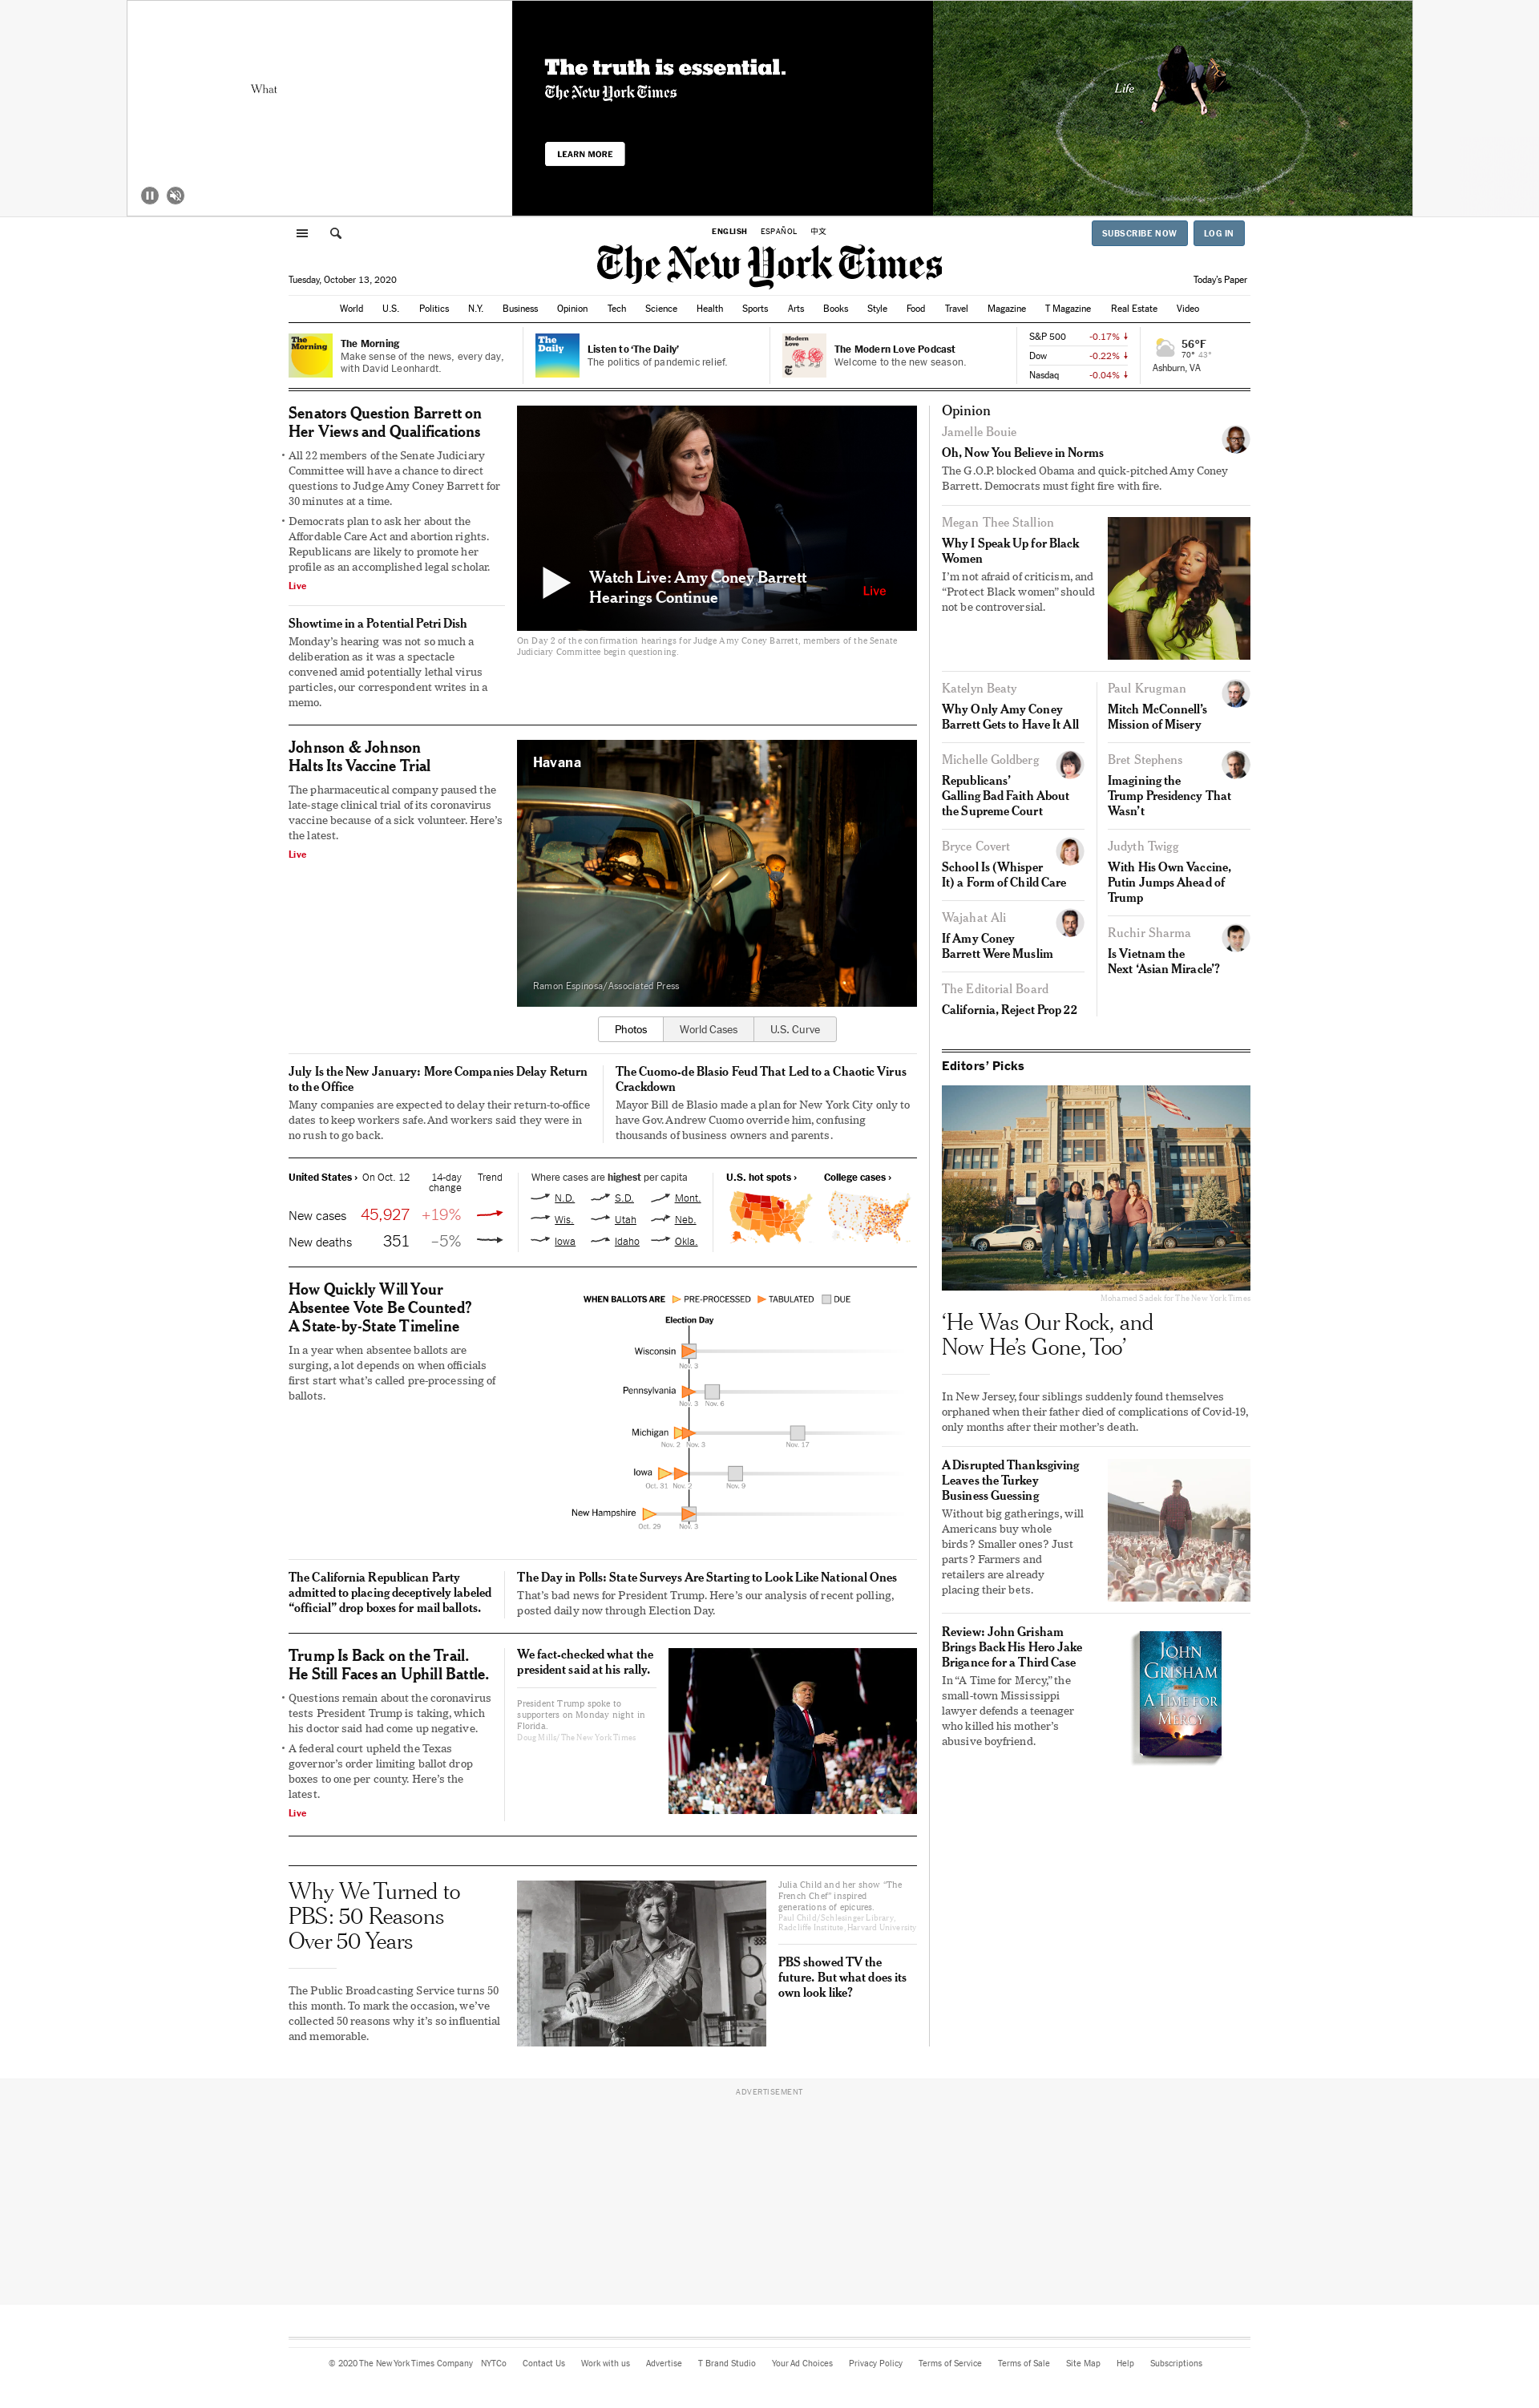 What
The truth is essential.
The New York Times
LEARN MORE
Life
ENGLISH ESPAÑOL 中文
SUBSCRIBE NOW LOG IN
The New York Times
Tuesday, October 13, 2020
Today's Paper
World U.S. Politics N.Y. Business Opinion Tech Science Health Sports Arts Books Style Food Travel Magazine T Magazine Real Estate Video
The Morning
The Morning
Make sense of the news, every day,
with David Leonhardt.
The Daily
Listen to ‘The Daily’
The politics of pandemic relief.
Modern Love
The Modern Love Podcast
Welcome to the new season.
S&P 500 -0.17%
Dow -0.22%
Nasdaq -0.04%
56°F
70° 43°
Ashburn, VA
Senators Question Barrett on
Her Views and Qualifications
• All 22 members of the Senate Judiciary
Committee will have a chance to direct
questions to Judge Amy Coney Barrett for
30 minutes at a time.
• Democrats plan to ask her about the
Affordable Care Act and abortion rights.
Republicans are likely to promote her
profile as an accomplished legal scholar.
Live
Showtime in a Potential Petri Dish
Monday’s hearing was not so much a
deliberation as it was a spectacle
convened amid potentially lethal virus
particles, our correspondent writes in a
memo.
Watch Live: Amy Coney Barrett
Hearings Continue
Live
On Day 2 of the confirmation hearings for Judge Amy Coney Barrett, members of the Senate
Judiciary Committee begin questioning.
Johnson & Johnson
Halts Its Vaccine Trial
The pharmaceutical company paused the
late-stage clinical trial of its coronavirus
vaccine because of a sick volunteer. Here’s
the latest.
Live
Havana
Ramon Espinosa/Associated Press
Photos World Cases U.S. Curve
July Is the New January: More Companies Delay Return
to the Office
Many companies are expected to delay their return-to-office
dates to keep workers safe. And workers said they were in
no rush to go back.
The Cuomo-de Blasio Feud That Led to a Chaotic Virus
Crackdown
Mayor Bill de Blasio made a plan for New York City only to
have Gov. Andrew Cuomo override him, confusing
thousands of business owners and parents.
United States › On Oct. 12 14-day Trend
change
New cases 45,927 +19%
New deaths 351 –5%
Where cases are highest per capita
N.D. S.D. Mont.
Wis. Utah Neb.
Iowa Idaho Okla.
U.S. hot spots › College cases ›
How Quickly Will Your
Absentee Vote Be Counted?
A State-by-State Timeline
In a year when absentee ballots are
surging, a lot depends on when officials
first start what’s called pre-processing of
ballots.
WHEN BALLOTS ARE PRE-PROCESSED TABULATED DUE
Election Day
Wisconsin
Nov. 3
Pennsylvania
Nov. 3 Nov. 6
Michigan
Nov. 2 Nov. 3 Nov. 17
Iowa
Oct. 31 Nov. 2 Nov. 9
New Hampshire
Oct. 29 Nov. 3
The California Republican Party
admitted to placing deceptively labeled
“official” drop boxes for mail ballots.
The Day in Polls: State Surveys Are Starting to Look Like National Ones
That’s bad news for President Trump. Here’s our analysis of recent polling,
posted daily now through Election Day.
Trump Is Back on the Trail.
He Still Faces an Uphill Battle.
• Questions remain about the coronavirus
tests President Trump is taking, which
his doctor said had come up negative.
• A federal court upheld the Texas
governor’s order limiting ballot drop
boxes to one per county. Here’s the
latest.
Live
We fact-checked what the
president said at his rally.
President Trump spoke to
supporters on Monday night in
Florida.
Doug Mills/The New York Times
Why We Turned to
PBS: 50 Reasons
Over 50 Years
The Public Broadcasting Service turns 50
this month. To mark the occasion, we’ve
collected 50 reasons why it’s so influential
and memorable.
Julia Child and her show “The
French Chef” inspired
generations of epicures.
Paul Child/Schlesinger Library,
Radcliffe Institute, Harvard University
PBS showed TV the
future. But what does its
own look like?
Opinion
Jamelle Bouie
Oh, Now You Believe in Norms
The G.O.P. blocked Obama and quick-pitched Amy Coney
Barrett. Democrats must fight fire with fire.
Megan Thee Stallion
Why I Speak Up for Black
Women
I’m not afraid of criticism, and
“Protect Black women” should
not be controversial.
Katelyn Beaty
Why Only Amy Coney
Barrett Gets to Have It All
Michelle Goldberg
Republicans’
Galling Bad Faith About
the Supreme Court
Bryce Covert
School Is (Whisper
It) a Form of Child Care
Wajahat Ali
If Amy Coney
Barrett Were Muslim
The Editorial Board
California, Reject Prop 22
Paul Krugman
Mitch McConnell’s
Mission of Misery
Bret Stephens
Imagining the
Trump Presidency That
Wasn’t
Judyth Twigg
With His Own Vaccine,
Putin Jumps Ahead of
Trump
Ruchir Sharma
Is Vietnam the
Next ‘Asian Miracle’?
Editors’ Picks
Mohamed Sadek for The New York Times
‘He Was Our Rock, and
Now He’s Gone, Too’
In New Jersey, four siblings suddenly found themselves
orphaned when their father died of complications of Covid-19,
only months after their mother’s death.
A Disrupted Thanksgiving
Leaves the Turkey
Business Guessing
Without big gatherings, will
Americans buy whole
birds? Smaller ones? Just
parts? Farmers and
retailers are already
placing their bets.
Review: John Grisham
Brings Back His Hero Jake
Brigance for a Third Case
In “A Time for Mercy,” the
small-town Mississippi
lawyer defends a teenager
who killed his mother’s
abusive boyfriend.
JOHN
GRISHAM
A TIME FOR
MERCY
ADVERTISEMENT
© 2020 The New York Times Company NYTCo Contact Us Work with us Advertise T Brand Studio Your Ad Choices Privacy Policy Terms of Service Terms of Sale Site Map Help Subscriptions